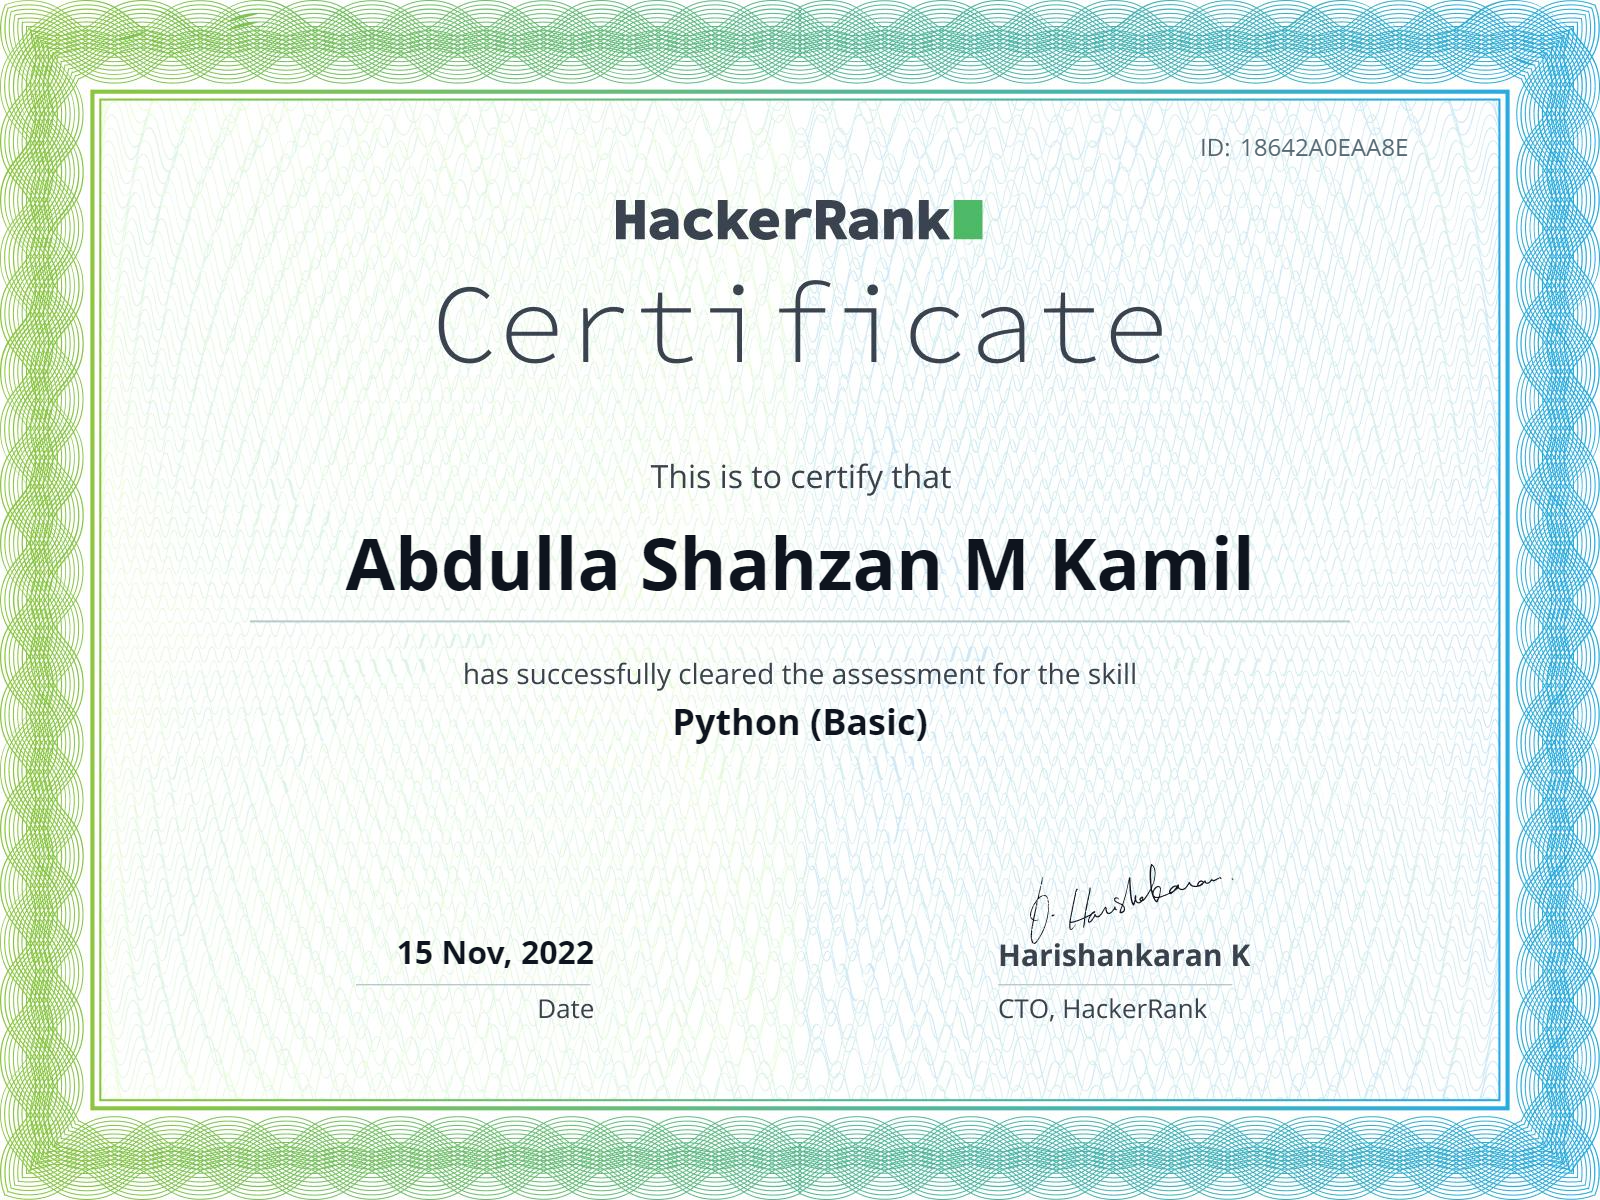 ID: 18642A0EAA8E
HackerRank
Certificate
This is to certify that
Abdulla Shahzan M Kamil
has successfully cleared the assessment for the skill
Python (Basic)
15 Nov, 2022
Date
Harishankaran K
CTO, HackerRank